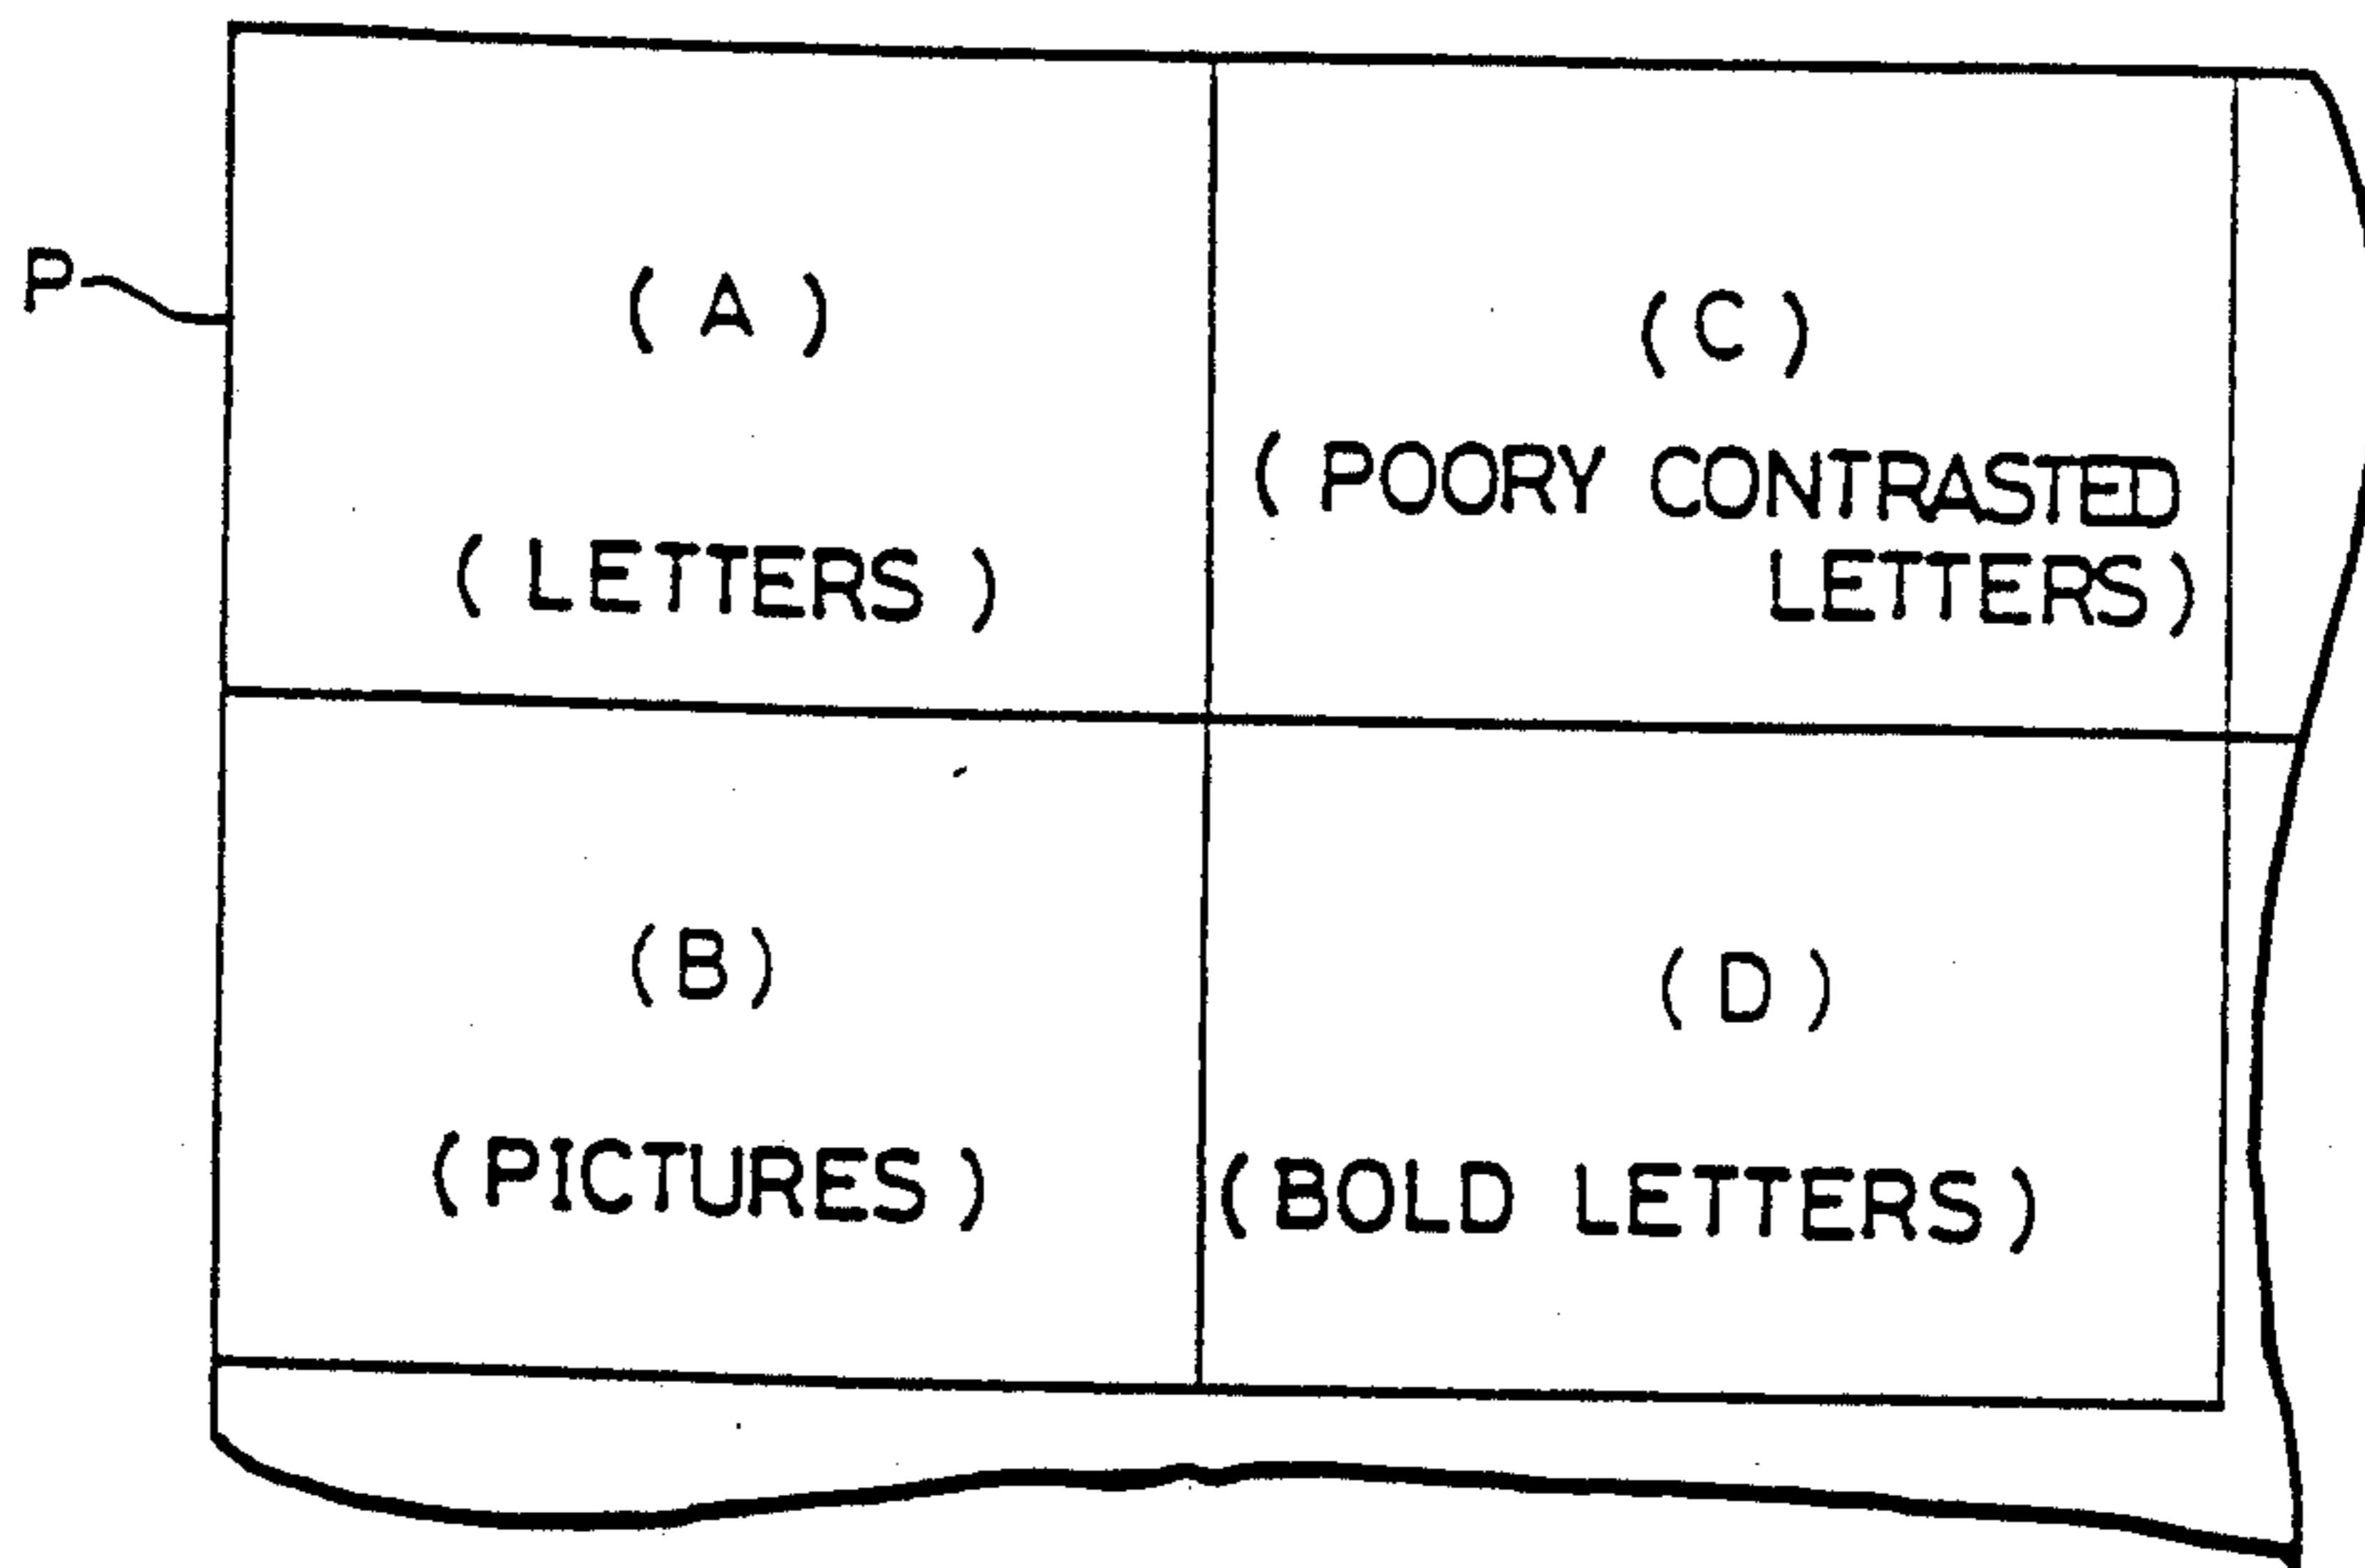 P
( A )
( LETTERS )
( C )
( POORY CONTRASTED
LETTERS )
(B)
(PICTURES )
( D )
(BOLD LETTERS )